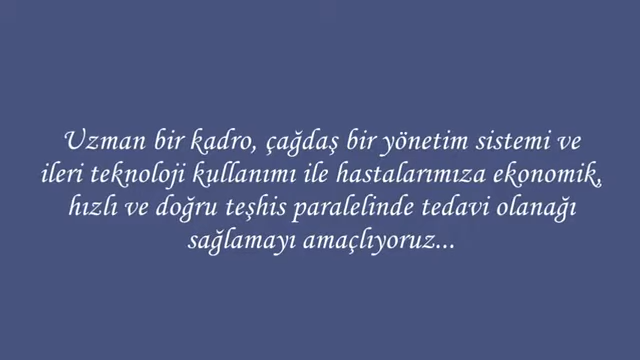 Uzman bir kadro, çağdaş bir yönetim sistemi ve
ileri teknoloji kullanımı ile hastalarımıza ekonomik,
hızlı ve doğru teşhis paralelinde tedavi olanağı
sağlamayı amaçlıyoruz...